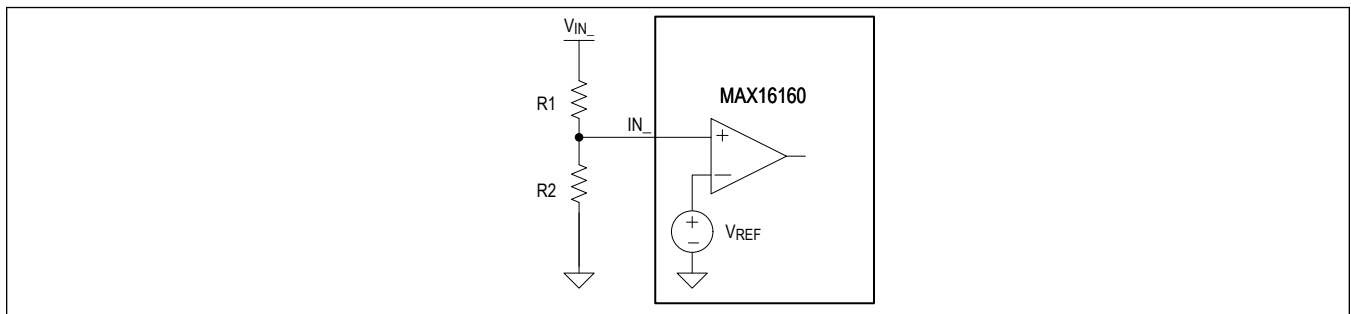 VIN_
R1
MAX16160
IN_
+
−
R2
+
−
VREF